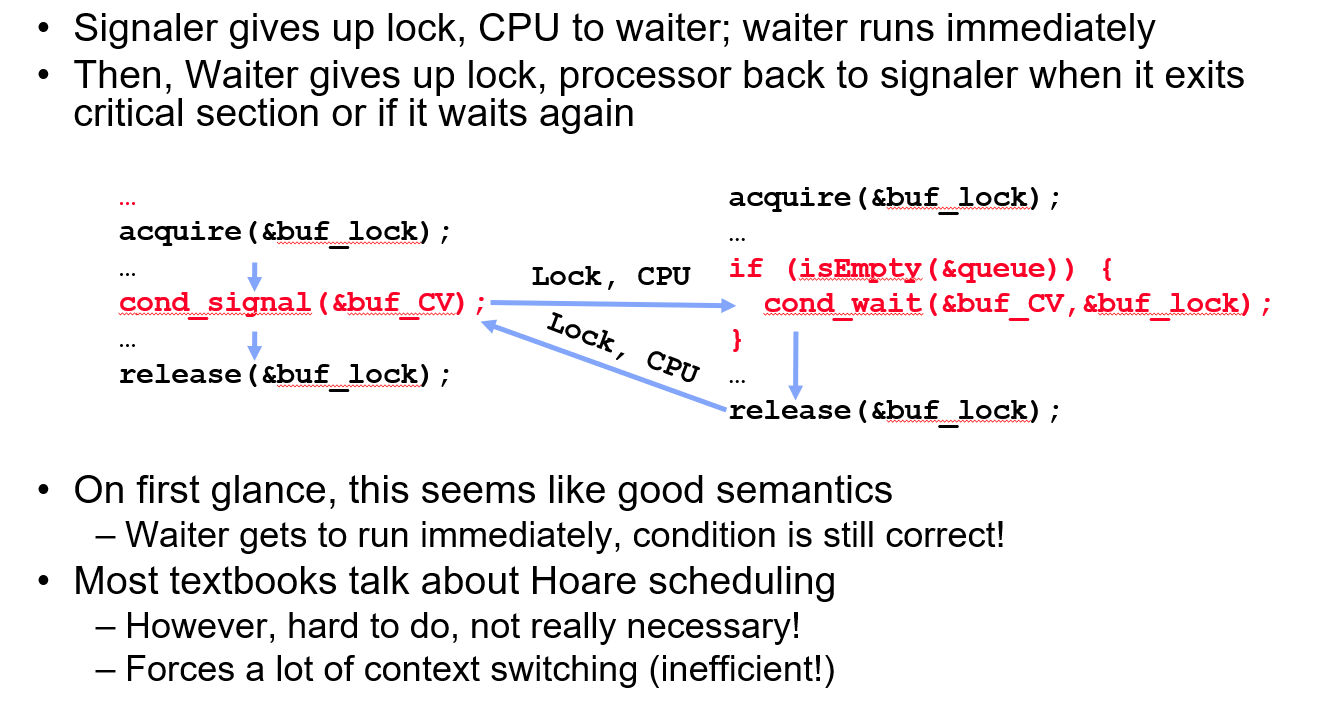 • Signaler gives up lock, CPU to waiter; waiter runs immediately
• Then, Waiter gives up lock, processor back to signaler when it exits
critical section or if it waits again
…
acquire(&buf_lock);
…
cond_signal(&buf_CV);
…
release(&buf_lock);
Lock, CPU
Lock, CPU
acquire(&buf_lock);
…
if (isEmpty(&queue)) {
cond_wait(&buf_CV,&buf_lock);
}
…
release(&buf_lock);
• On first glance, this seems like good semantics
– Waiter gets to run immediately, condition is still correct!
• Most textbooks talk about Hoare scheduling
– However, hard to do, not really necessary!
– Forces a lot of context switching (inefficient!)